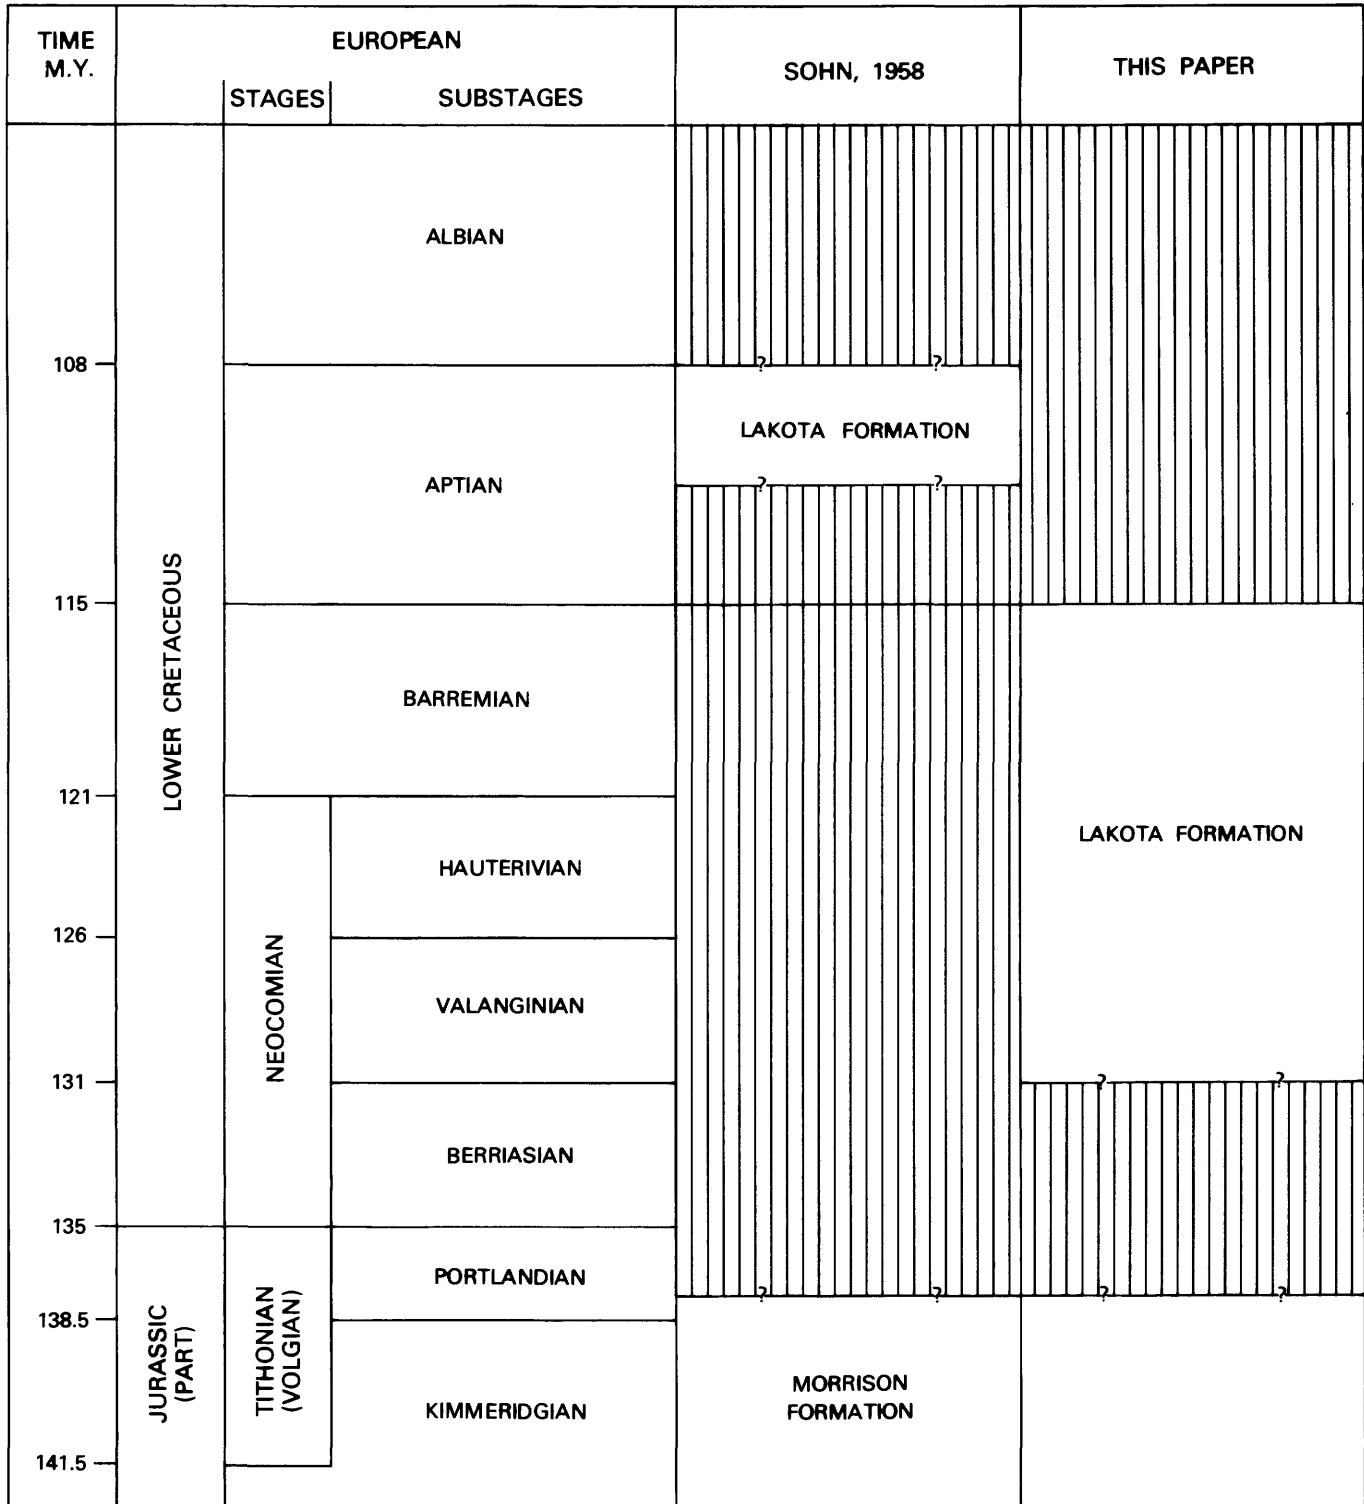 TIME
M.Y.
EUROPEAN
STAGES
SUBSTAGES
SOHN, 1958
THIS PAPER
ALBIAN
108
? ?
LAKOTA FORMATION
APTIAN
? ?
115
LOWER CRETACEOUS
BARREMIAN
121
LAKOTA FORMATION
HAUTERIVIAN
126
NEOCOMIAN
VALANGINIAN
131
? ?
BERRIASIAN
135
PORTLANDIAN
? ? ? ?
138.5
JURASSIC
(PART)
TITHONIAN
(VOLGIAN)
KIMMERIDGIAN
MORRISON
FORMATION
141.5